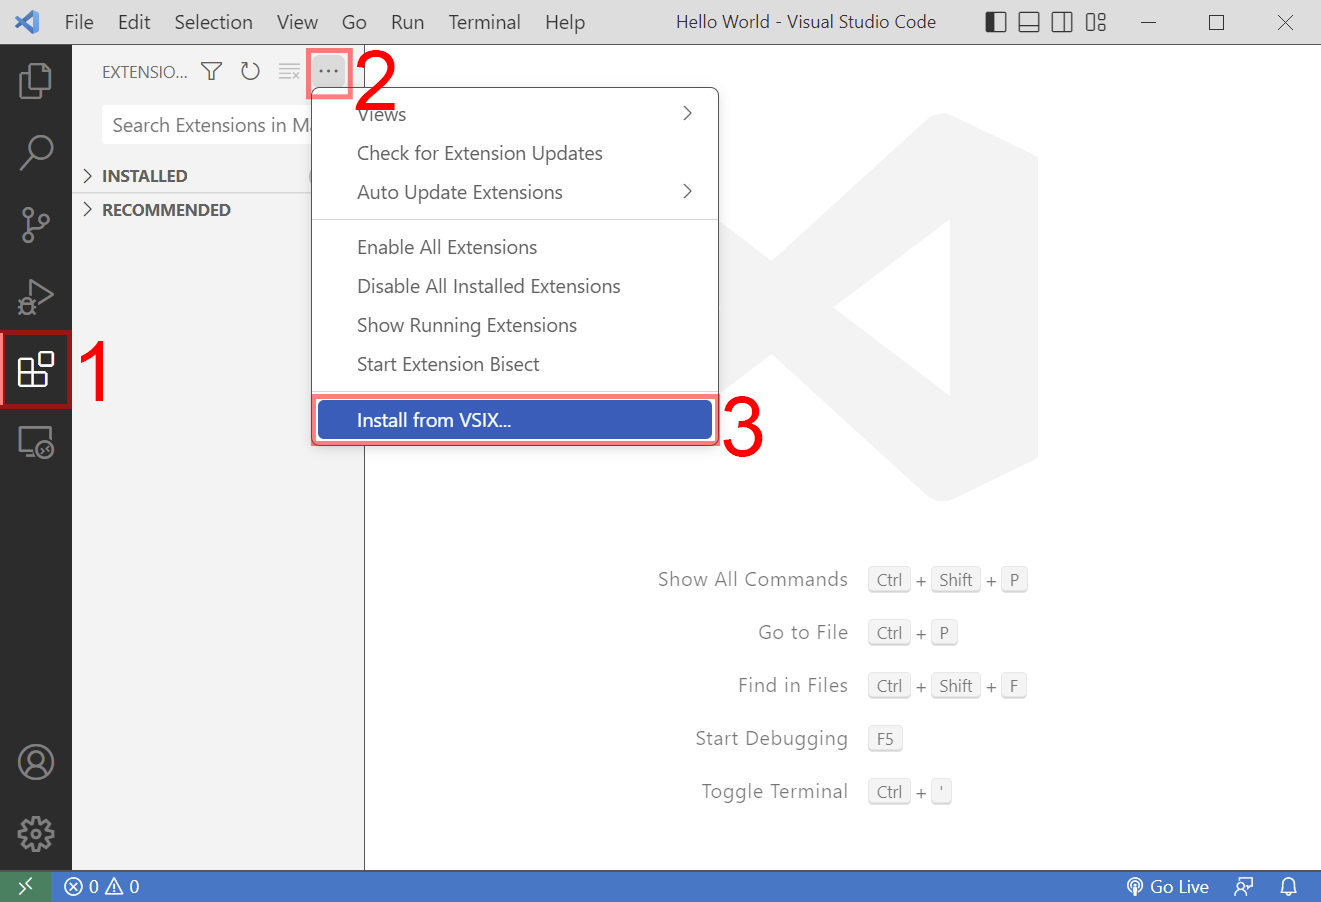 File Edit Selection View Go Run Terminal Help Hello World - Visual Studio Code
EXTENSIO...
2
Search Extensions in Ma
INSTALLED
RECOMMENDED
Views
Check for Extension Updates
Auto Update Extensions
Enable All Extensions
Disable All Installed Extensions
Show Running Extensions
Start Extension Bisect
1
Install from VSIX...
3
Show All Commands Ctrl + Shift + P
Go to File Ctrl + P
Find in Files Ctrl + Shift + F
Start Debugging F5
Toggle Terminal Ctrl + '
0 0 Go Live